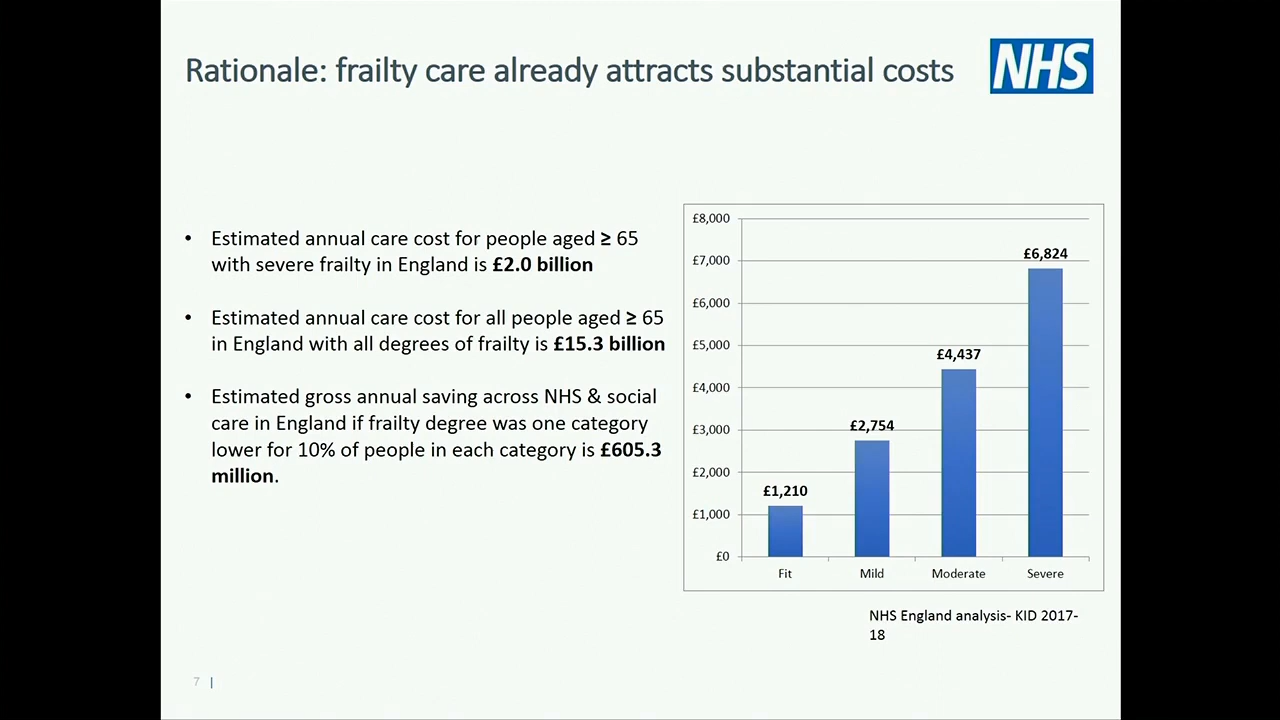 Rationale: frailty care already attracts substantial costs
NHS
• Estimated annual care cost for people aged ≥ 65
with severe frailty in England is £2.0 billion
• Estimated annual care cost for all people aged ≥ 65
in England with all degrees of frailty is £15.3 billion
• Estimated gross annual saving across NHS & social
care in England if frailty degree was one category
lower for 10% of people in each category is £605.3
million.
£8,000
£7,000
£6,000
£5,000
£4,000
£3,000
£2,000
£1,000
£0
£1,210
£2,754
£4,437
£6,824
Fit
Mild
Moderate
Severe
NHS England analysis- KID 2017-
18
7 |